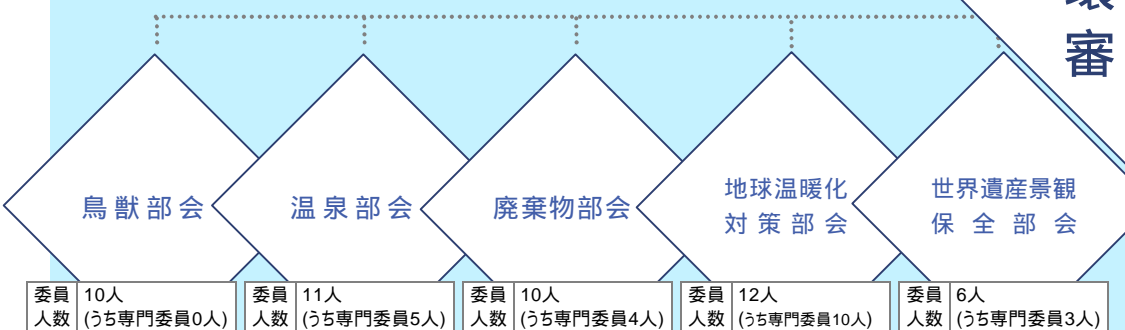 審
鳥獣部会
温泉部会
廃棄物部会
地球温暖化
対策部会
世界遺産景観
保全部会
委員
人数
10人
(うち専門委員0人)
委員
人数
11人
(うち専門委員5人)
委員
人数
10人
(うち専門委員4人)
委員
人数
12人
(うち専門委員10人)
委員
人数
6人
(うち専門委員3人)